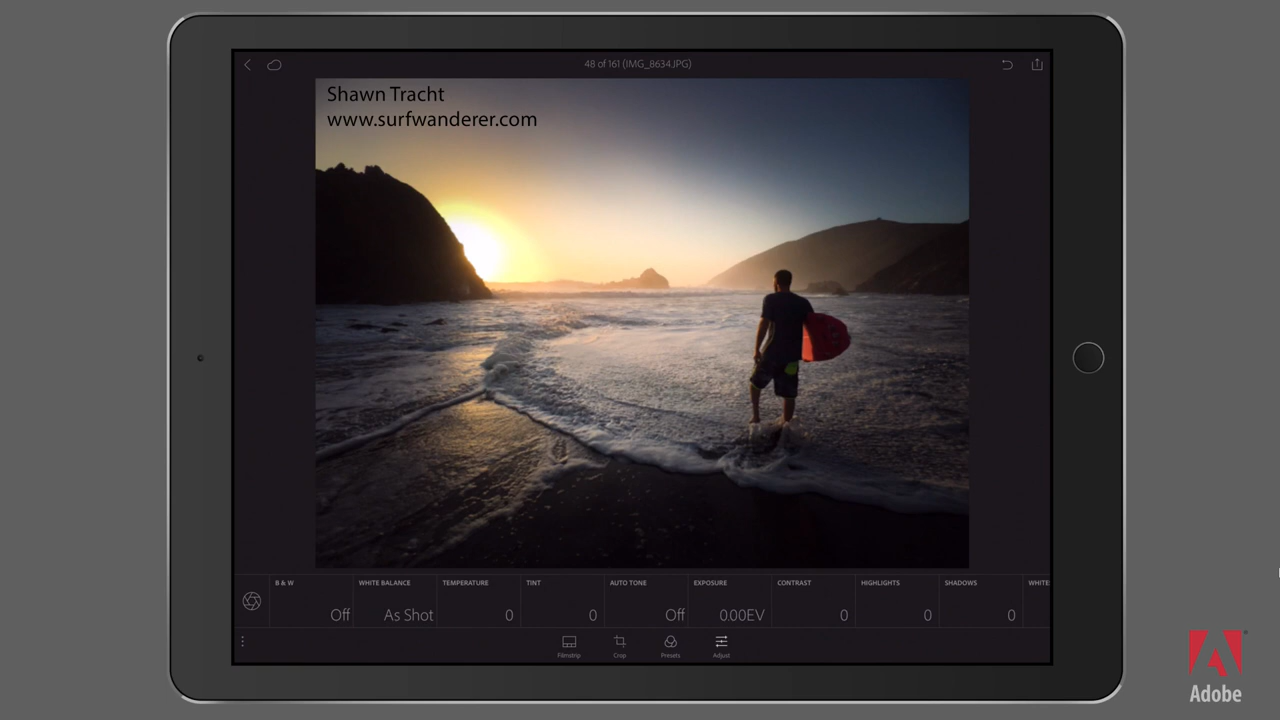 48 of 161 (IMG_8634.JPG)
Shawn Tracht
www.surfwanderer.com
B & W
WHITE BALANCE
TEMPERATURE
TINT
AUTO TONE
EXPOSURE
CONTRAST
HIGHLIGHTS
SHADOWS
WHITE
Off
As Shot
0
0
Off
0.00EV
0
0
0
Filmstrip
Crop
Presets
Adjust
Adobe